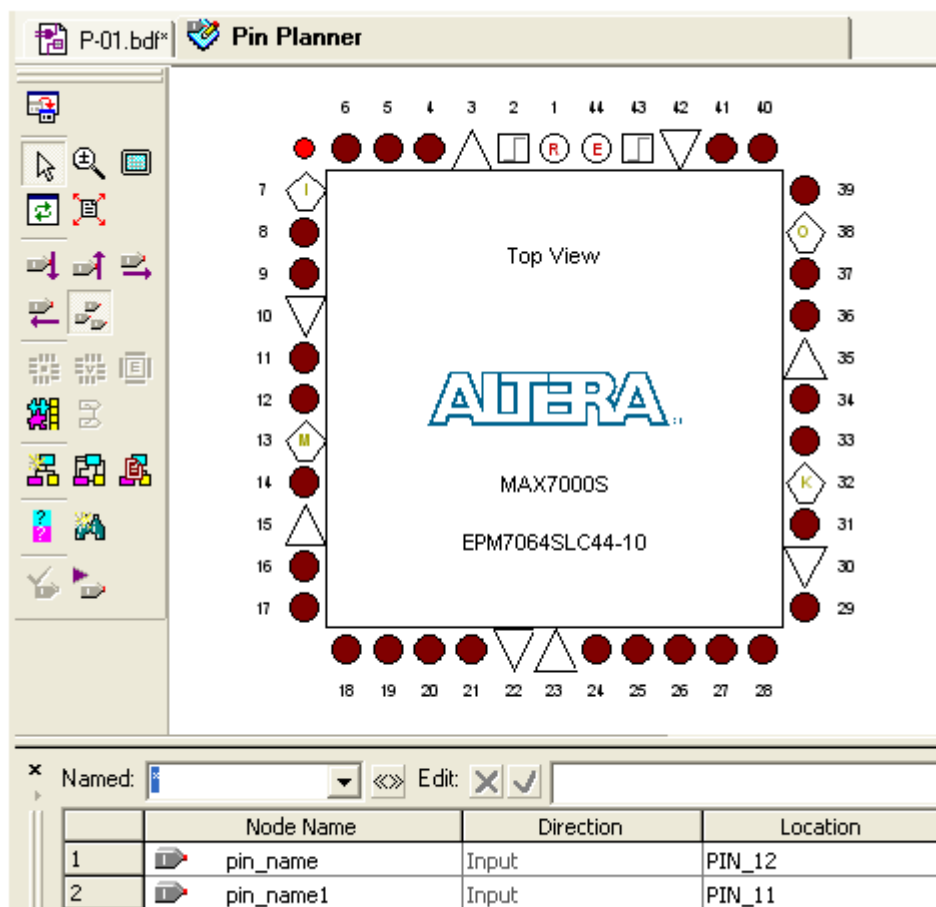 P-01.bdf* Pin Planner
6 5 4 3 2 1 44 43 42 41 40
R E
7 I 39
8 O 38
Top View
9 37
10 36
11 35
ALTERA
12 34
13 M 33
14 MAX7000S K 32
15 31
EPM7064SLC44-10
16 30
17 29
18 19 20 21 22 23 24 25 26 27 28
Named: * Edit:
Node Name Direction Location
1 pin_name Input PIN_12
2 pin_name1 Input PIN_11